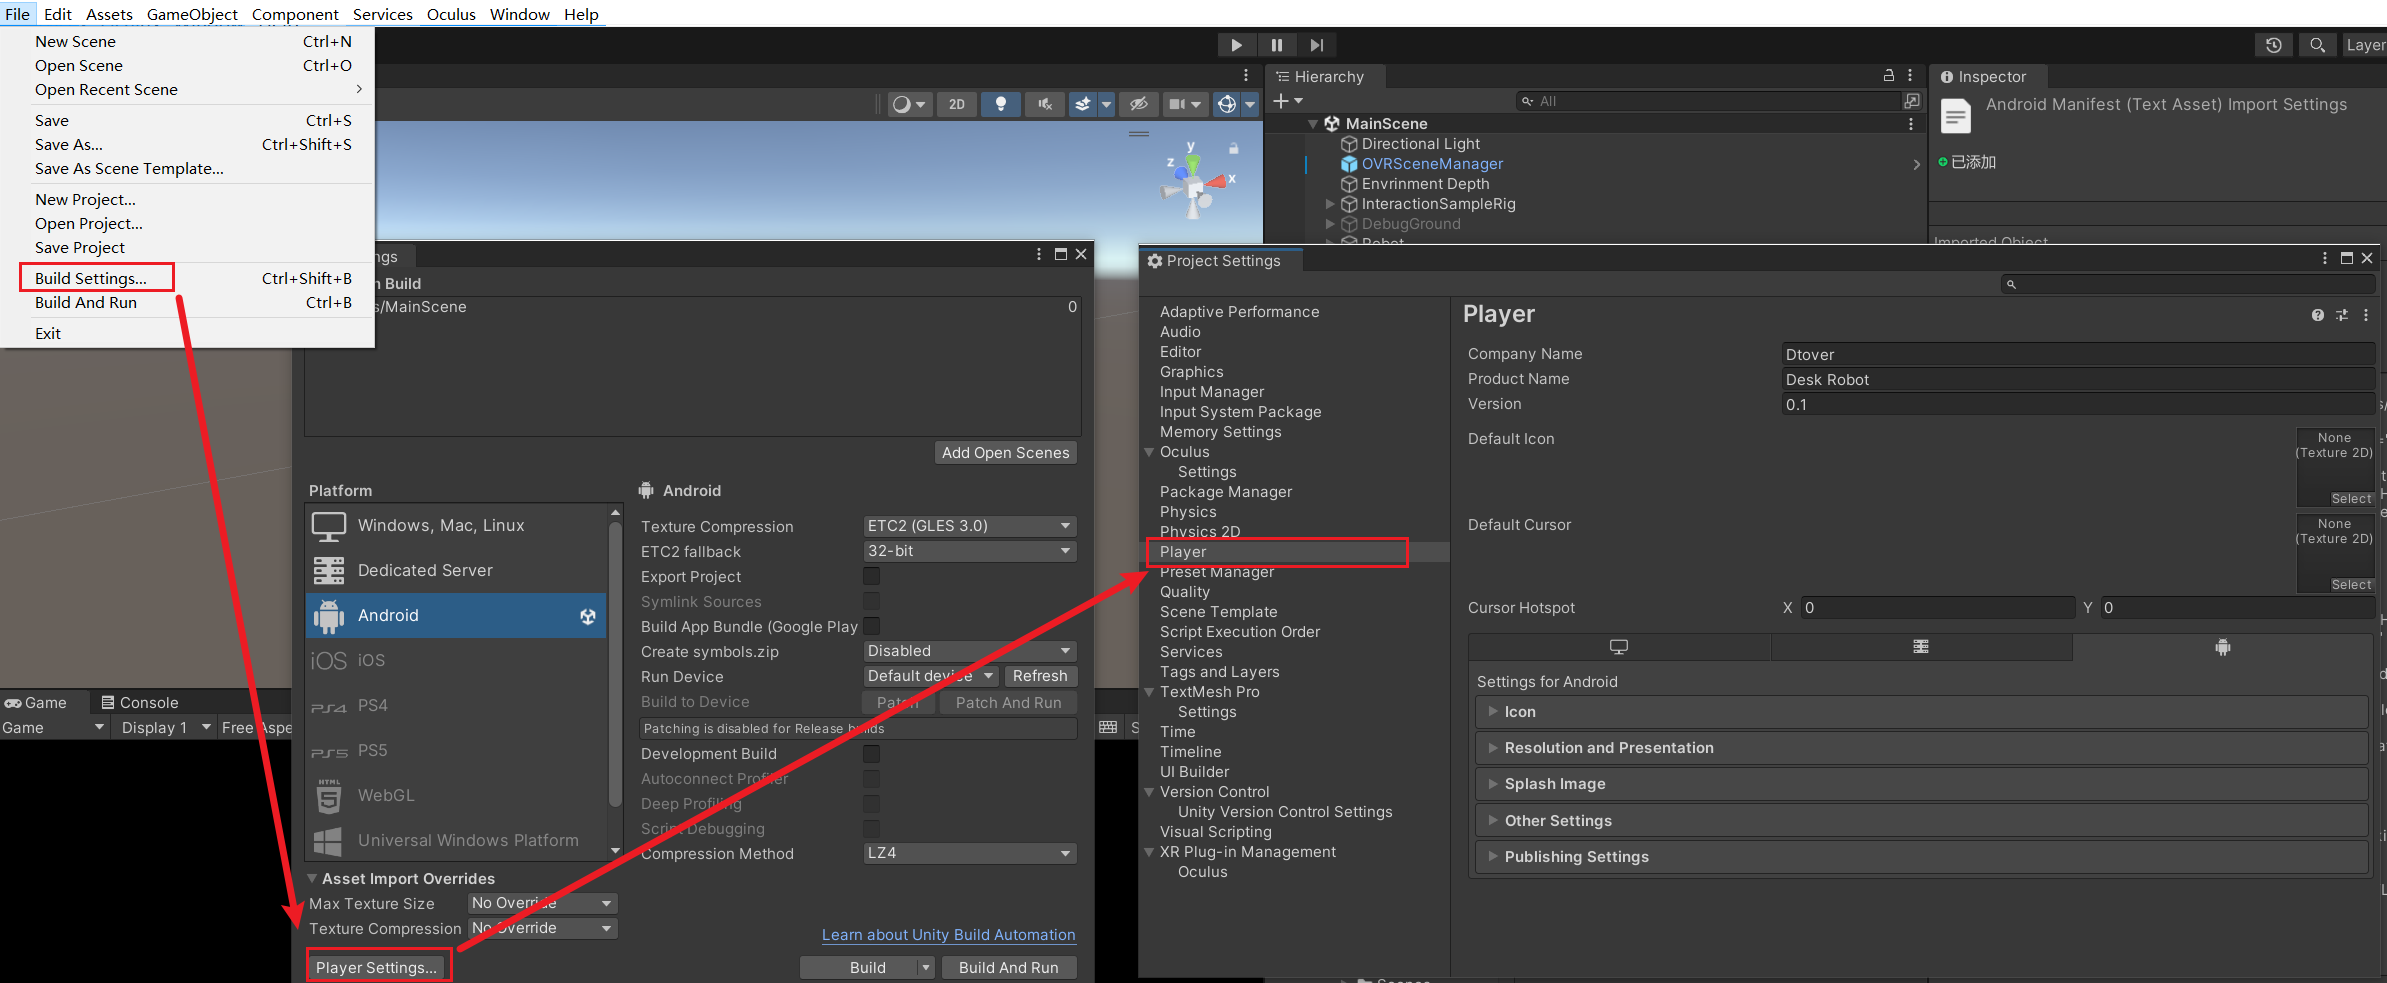 File Edit Assets GameObject Component Services Oculus Window Help
New Scene Ctrl+N
Open Scene Ctrl+O
Open Recent Scene
Save Ctrl+S
Save As... Ctrl+Shift+S
Save As Scene Template...
New Project...
Open Project...
Save Project
Build Settings... Ctrl+Shift+B
Build And Run Ctrl+B
Exit
2D
Hierarchy
All
MainScene
Directional Light
OVRSceneManager
Envrinment Depth
InteractionSampleRig
DebugGround
Robot
y
z
x
Layer
Inspector
Android Manifest (Text Asset) Import Settings
已添加
Imported Object
ngs
n Build
s/MainScene 0
Add Open Scenes
Platform
Windows, Mac, Linux
Dedicated Server
Android
iOS iOS
PS4 PS4
PS5 PS5
HTML 5 WebGL
Universal Windows Platform
Android
Texture Compression ETC2 (GLES 3.0)
ETC2 fallback 32-bit
Export Project
Symlink Sources
Build App Bundle (Google Play
Create symbols.zip Disabled
Run Device Default device Refresh
Build to Device Patch Patch And Run
Patching is disabled for Release builds
Development Build
Autoconnect Profiler
Deep Profiling
Script Debugging
Compression Method LZ4
Asset Import Overrides
Max Texture Size No Override
Texture Compression No Override
Learn about Unity Build Automation
Player Settings... Build Build And Run
Game Console
Game Display 1 Free Aspe
Project Settings
Adaptive Performance
Audio
Editor
Graphics
Input Manager
Input System Package
Memory Settings
Oculus
Settings
Package Manager
Physics
Physics 2D
Player
Preset Manager
Quality
Scene Template
Script Execution Order
Services
Tags and Layers
TextMesh Pro
Settings
Time
Timeline
UI Builder
Version Control
Unity Version Control Settings
Visual Scripting
XR Plug-in Management
Oculus
Player
Company Name Dtover
Product Name Desk Robot
Version 0.1
Default Icon
None
(Texture 2D)
Select
Default Cursor
None
(Texture 2D)
Select
Cursor Hotspot X 0 Y 0
Settings for Android
Icon
Resolution and Presentation
Splash Image
Other Settings
Publishing Settings